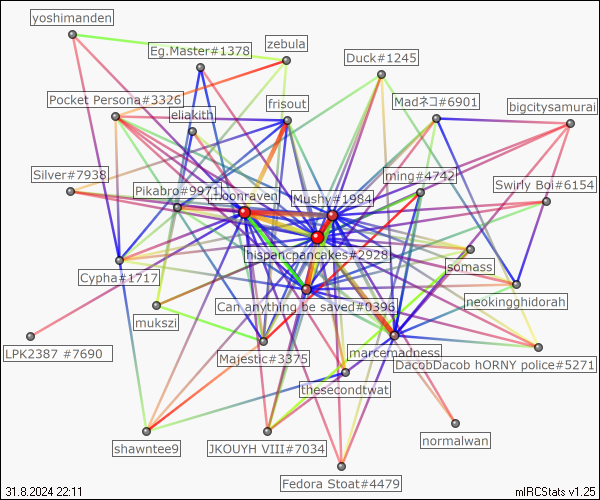 yoshimanden
zebula
Eg.Master#1378
Duck#1245
Pocket Persona#3326
frisout
Madネコ#6901
bigcitysamurai
eliakith
Silver#7938
ming#4742
Swirly Boi#6154
Pikabro#9971
moonraven
Mushy#1984
hispancpancakes#2928
somass
Cypha#1717
neokingghidorah
Can anything be saved#0396
mukszi
LPK2387 #7690
Majestic#3375
marcemadness
DacobDacob hORNY police#5271
thesecondtwat
shawntee9
JKOUYH VIII#7034
normalwan
Fedora Stoat#4479
31.8.2024 22:11
mIRCStats v1.25